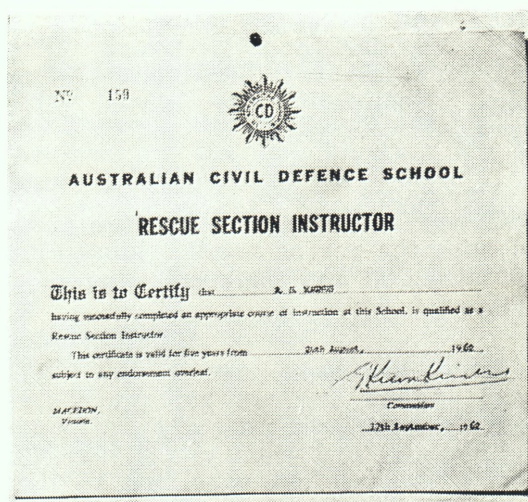 No 159
CD
AUSTRALIAN CIVIL DEFENCE SCHOOL
RESCUE SECTION INSTRUCTOR
This is to Certify that
having successfully completed an appropriate course of instruction at this School, is qualified as a
Rescue Section Instructor
This certificate is valid for five years from August, 1962
subject to any endorsement overleaf.
MACEDON,
Victoria.
Commandant
17th September, 1962